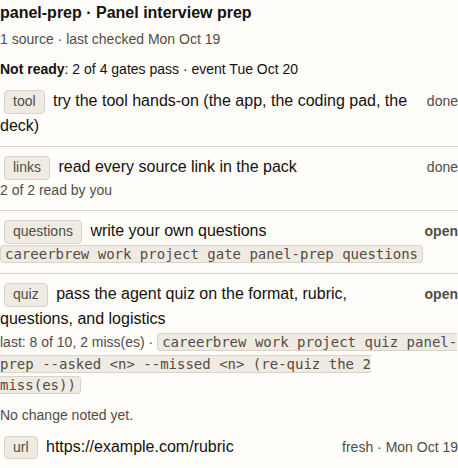 panel-prep · Panel interview prep
1 source · last checked Mon Oct 19
Not ready: 2 of 4 gates pass · event Tue Oct 20
tool try the tool hands-on (the app, the coding pad, the done
deck)
links read every source link in the pack done
2 of 2 read by you
questions write your own questions open
careerbrew work project gate panel-prep questions
quiz pass the agent quiz on the format, rubric, open
questions, and logistics
last: 8 of 10, 2 miss(es) · careerbrew work project quiz panel-
prep --asked <n> --missed <n> (re-quiz the 2
miss(es))
No change noted yet.
url https://example.com/rubric fresh · Mon Oct 19